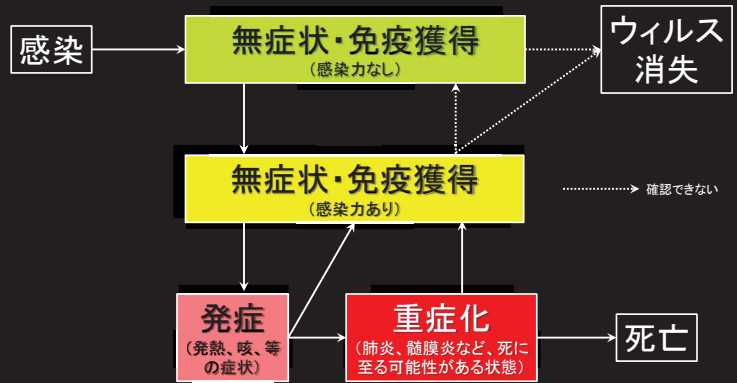 感染
無症状・免疫獲得
(感染力なし)
ウィルス
消失
無症状・免疫獲得
(感染力あり)
確認できない
発症
(発熱、咳、等
の症状)
重症化
(肺炎、髄膜炎など、死に
至る可能性がある状態)
死亡